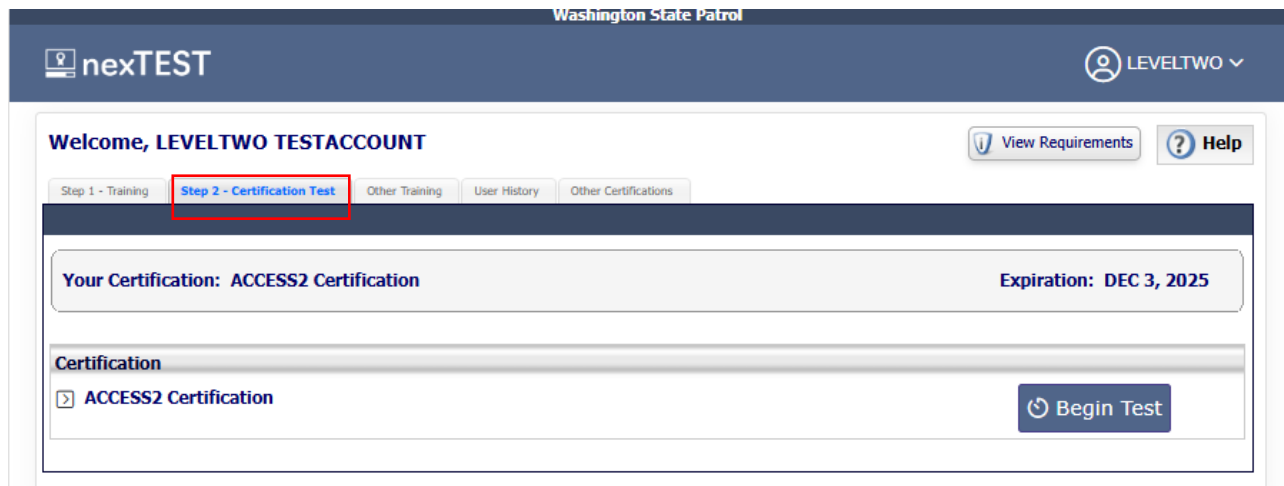 Washington State Patrol
nexTEST
LEVELTWO
Welcome, LEVELTWO TESTACCOUNT
View Requirements
Help
Step 1 - Training
Step 2 - Certification Test
Other Training
User History
Other Certifications
Your Certification: ACCESS2 Certification
Expiration: DEC 3, 2025
Certification
ACCESS2 Certification
Begin Test